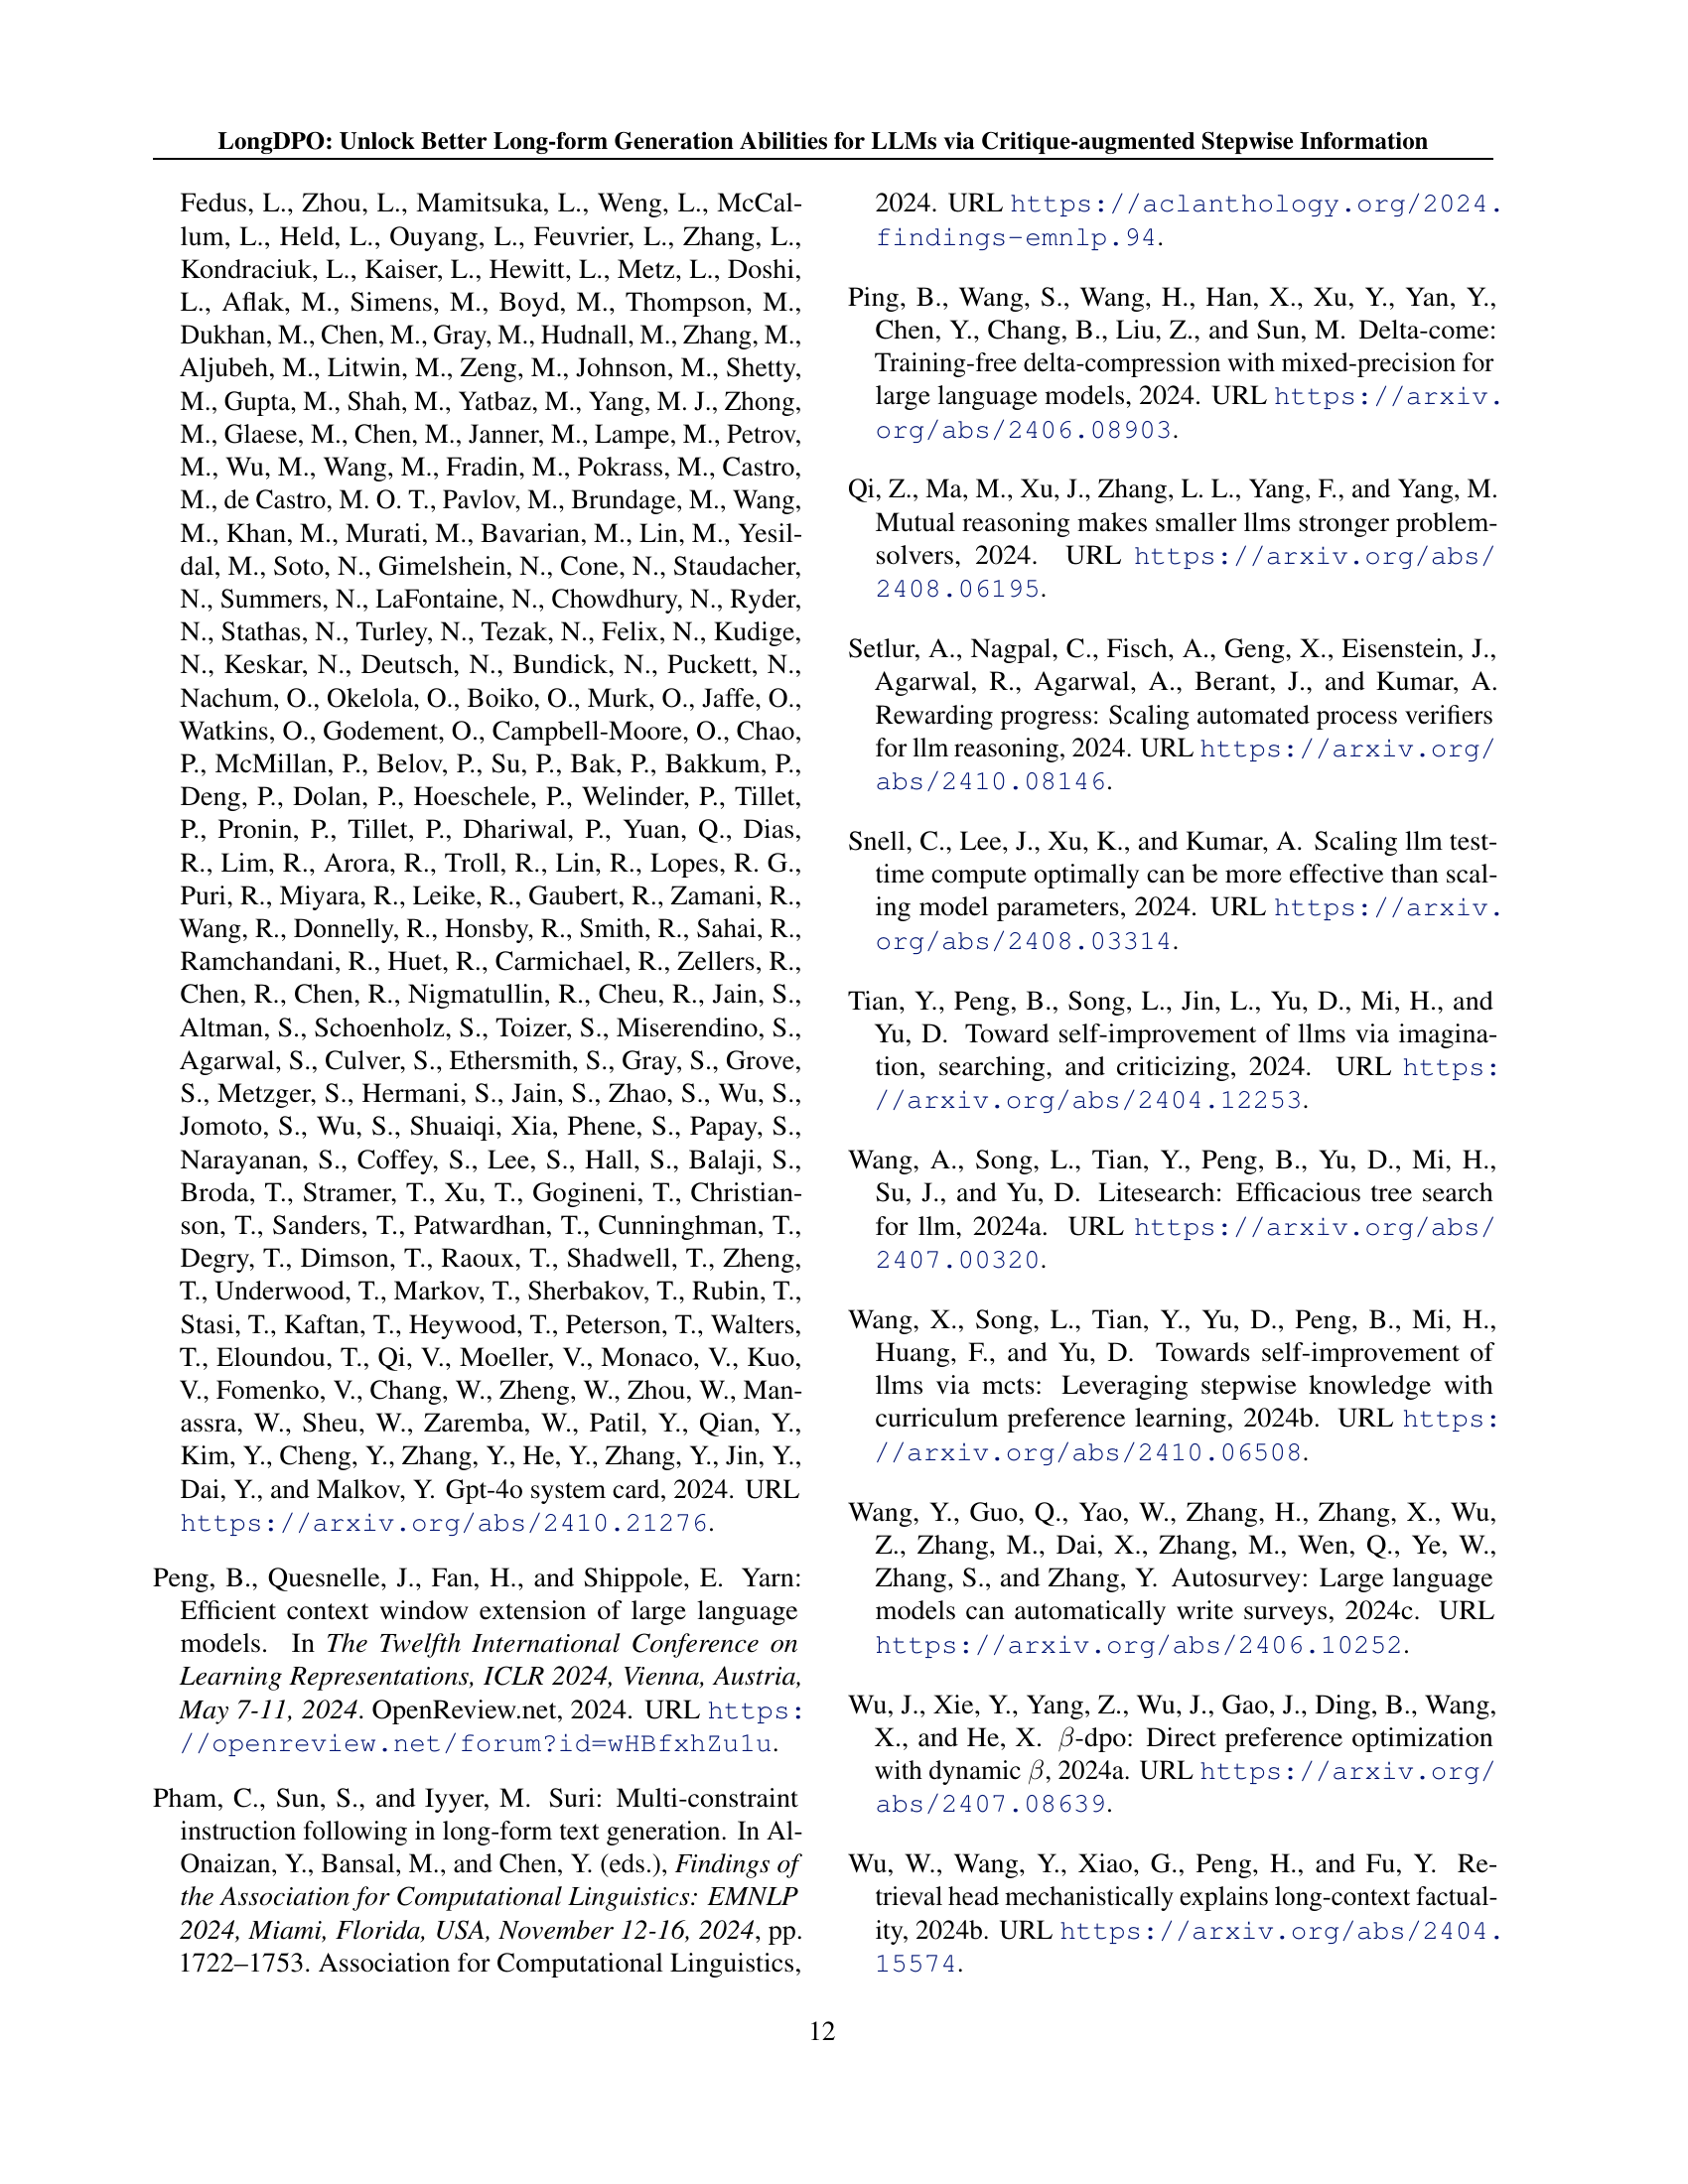 LongDPO: Unlock Better Long-form Generation Abilities for LLMs via Critique-augmented Stepwise Information
Fedus, L., Zhou, L., Mamitsuka, L., Weng, L., McCal-
lum, L., Held, L., Ouyang, L., Feuvrier, L., Zhang, L.,
Kondraciuk, L., Kaiser, L., Hewitt, L., Metz, L., Doshi,
L., Aflak, M., Simens, M., Boyd, M., Thompson, M.,
Dukhan, M., Chen, M., Gray, M., Hudnall, M., Zhang, M.,
Aljubeh, M., Litwin, M., Zeng, M., Johnson, M., Shetty,
M., Gupta, M., Shah, M., Yatbaz, M., Yang, M. J., Zhong,
M., Glaese, M., Chen, M., Janner, M., Lampe, M., Petrov,
M., Wu, M., Wang, M., Fradin, M., Pokrass, M., Castro,
M., de Castro, M. O. T., Pavlov, M., Brundage, M., Wang,
M., Khan, M., Murati, M., Bavarian, M., Lin, M., Yesil-
dal, M., Soto, N., Gimelshein, N., Cone, N., Staudacher,
N., Summers, N., LaFontaine, N., Chowdhury, N., Ryder,
N., Stathas, N., Turley, N., Tezak, N., Felix, N., Kudige,
N., Keskar, N., Deutsch, N., Bundick, N., Puckett, N.,
Nachum, O., Okelola, O., Boiko, O., Murk, O., Jaffe, O.,
Watkins, O., Godement, O., Campbell-Moore, O., Chao,
P., McMillan, P., Belov, P., Su, P., Bak, P., Bakkum, P.,
Deng, P., Dolan, P., Hoeschele, P., Welinder, P., Tillet,
P., Pronin, P., Tillet, P., Dhariwal, P., Yuan, Q., Dias,
R., Lim, R., Arora, R., Troll, R., Lin, R., Lopes, R. G.,
Puri, R., Miyara, R., Leike, R., Gaubert, R., Zamani, R.,
Wang, R., Donnelly, R., Honsby, R., Smith, R., Sahai, R.,
Ramchandani, R., Huet, R., Carmichael, R., Zellers, R.,
Chen, R., Chen, R., Nigmatullin, R., Cheu, R., Jain, S.,
Altman, S., Schoenholz, S., Toizer, S., Miserendino, S.,
Agarwal, S., Culver, S., Ethersmith, S., Gray, S., Grove,
S., Metzger, S., Hermani, S., Jain, S., Zhao, S., Wu, S.,
Jomoto, S., Wu, S., Shuaiqi, Xia, Phene, S., Papay, S.,
Narayanan, S., Coffey, S., Lee, S., Hall, S., Balaji, S.,
Broda, T., Stramer, T., Xu, T., Gogineni, T., Christian-
son, T., Sanders, T., Patwardhan, T., Cunninghman, T.,
Degry, T., Dimson, T., Raoux, T., Shadwell, T., Zheng,
T., Underwood, T., Markov, T., Sherbakov, T., Rubin, T.,
Stasi, T., Kaftan, T., Heywood, T., Peterson, T., Walters,
T., Eloundou, T., Qi, V., Moeller, V., Monaco, V., Kuo,
V., Fomenko, V., Chang, W., Zheng, W., Zhou, W., Man-
assra, W., Sheu, W., Zaremba, W., Patil, Y., Qian, Y.,
Kim, Y., Cheng, Y., Zhang, Y., He, Y., Zhang, Y., Jin, Y.,
Dai, Y., and Malkov, Y. Gpt-4o system card, 2024. URL
https://arxiv.org/abs/2410.21276.
Peng, B., Quesnelle, J., Fan, H., and Shippole, E. Yarn:
Efficient context window extension of large language
models. In The Twelfth International Conference on
Learning Representations, ICLR 2024, Vienna, Austria,
May 7-11, 2024. OpenReview.net, 2024. URL https:
//openreview.net/forum?id=wHBfxhZu1u.
Pham, C., Sun, S., and Iyyer, M. Suri: Multi-constraint
instruction following in long-form text generation. In Al-
Onaizan, Y., Bansal, M., and Chen, Y. (eds.), Findings of
the Association for Computational Linguistics: EMNLP
2024, Miami, Florida, USA, November 12-16, 2024, pp.
1722–1753. Association for Computational Linguistics,
2024. URL https://aclanthology.org/2024.
findings-emnlp.94.
Ping, B., Wang, S., Wang, H., Han, X., Xu, Y., Yan, Y.,
Chen, Y., Chang, B., Liu, Z., and Sun, M. Delta-come:
Training-free delta-compression with mixed-precision for
large language models, 2024. URL https://arxiv.
org/abs/2406.08903.
Qi, Z., Ma, M., Xu, J., Zhang, L. L., Yang, F., and Yang, M.
Mutual reasoning makes smaller llms stronger problem-
solvers, 2024. URL https://arxiv.org/abs/
2408.06195.
Setlur, A., Nagpal, C., Fisch, A., Geng, X., Eisenstein, J.,
Agarwal, R., Agarwal, A., Berant, J., and Kumar, A.
Rewarding progress: Scaling automated process verifiers
for llm reasoning, 2024. URL https://arxiv.org/
abs/2410.08146.
Snell, C., Lee, J., Xu, K., and Kumar, A. Scaling llm test-
time compute optimally can be more effective than scal-
ing model parameters, 2024. URL https://arxiv.
org/abs/2408.03314.
Tian, Y., Peng, B., Song, L., Jin, L., Yu, D., Mi, H., and
Yu, D. Toward self-improvement of llms via imagina-
tion, searching, and criticizing, 2024. URL https:
//arxiv.org/abs/2404.12253.
Wang, A., Song, L., Tian, Y., Peng, B., Yu, D., Mi, H.,
Su, J., and Yu, D. Litesearch: Efficacious tree search
for llm, 2024a. URL https://arxiv.org/abs/
2407.00320.
Wang, X., Song, L., Tian, Y., Yu, D., Peng, B., Mi, H.,
Huang, F., and Yu, D. Towards self-improvement of
llms via mcts: Leveraging stepwise knowledge with
curriculum preference learning, 2024b. URL https:
//arxiv.org/abs/2410.06508.
Wang, Y., Guo, Q., Yao, W., Zhang, H., Zhang, X., Wu,
Z., Zhang, M., Dai, X., Zhang, M., Wen, Q., Ye, W.,
Zhang, S., and Zhang, Y. Autosurvey: Large language
models can automatically write surveys, 2024c. URL
https://arxiv.org/abs/2406.10252.
Wu, J., Xie, Y., Yang, Z., Wu, J., Gao, J., Ding, B., Wang,
X., and He, X. β-dpo: Direct preference optimization
with dynamic β, 2024a. URL https://arxiv.org/
abs/2407.08639.
Wu, W., Wang, Y., Xiao, G., Peng, H., and Fu, Y. Re-
trieval head mechanistically explains long-context factual-
ity, 2024b. URL https://arxiv.org/abs/2404.
15574.
12